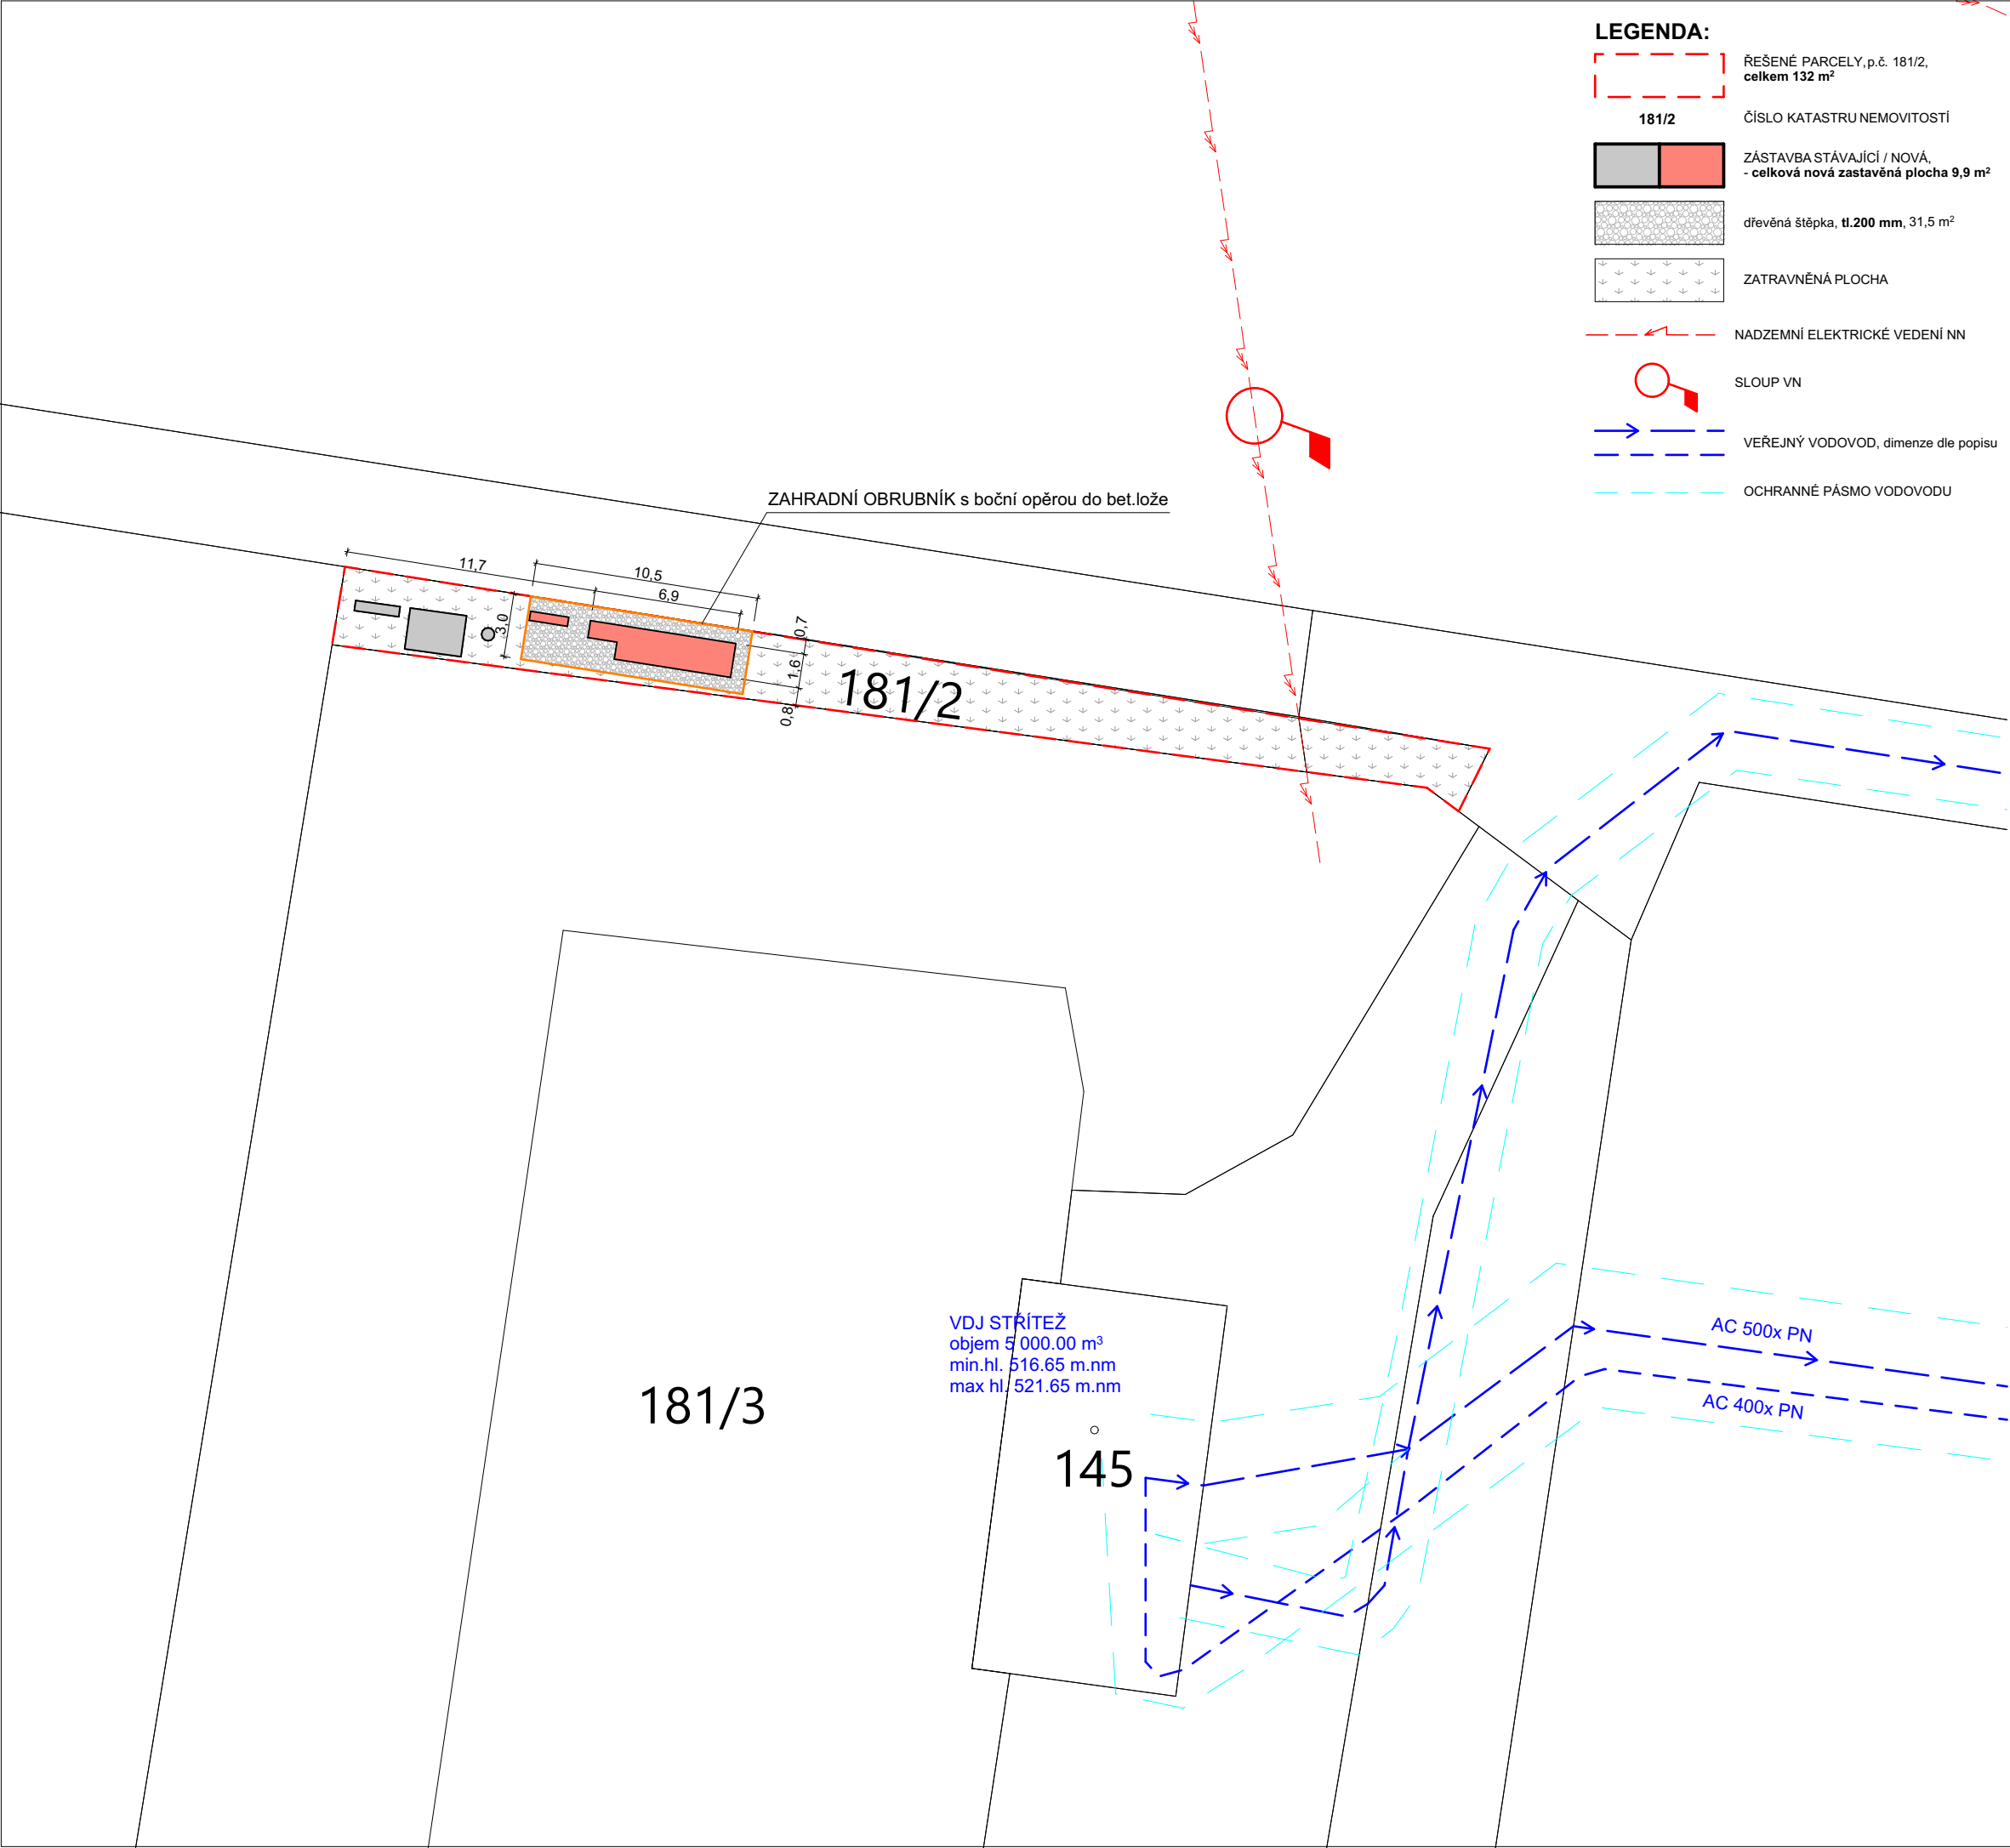 LEGENDA:
ŘEŠENÉ PARCELY, p.č. 181/2,
celkem 132 m²
181/2
ČÍSLO KATASTRU NEMOVITOSTÍ
ZÁSTAVBA STÁVAJÍCÍ / NOVÁ,
- celková nová zastavěná plocha 9,9 m²
dřevěná štěpka, tl.200 mm, 31,5 m²
ZATRAVNĚNÁ PLOCHA
NADZEMNÍ ELEKTRICKÉ VEDENÍ NN
SLOUP VN
VEŘEJNÝ VODOVOD, dimenze dle popisu
OCHRANNÉ PÁSMO VODOVODU
ZAHRADNÍ OBRUBNÍK s boční opěrou do bet.lože
11,7
10,5
6,9
3,0
0,7
1,6
0,8
181/2
VDJ STŘÍTEŽ
objem 5 000.00 m³
min.hl. 516.65 m.nm
max hl. 521.65 m.nm
AC 500x PN
AC 400x PN
181/3
145